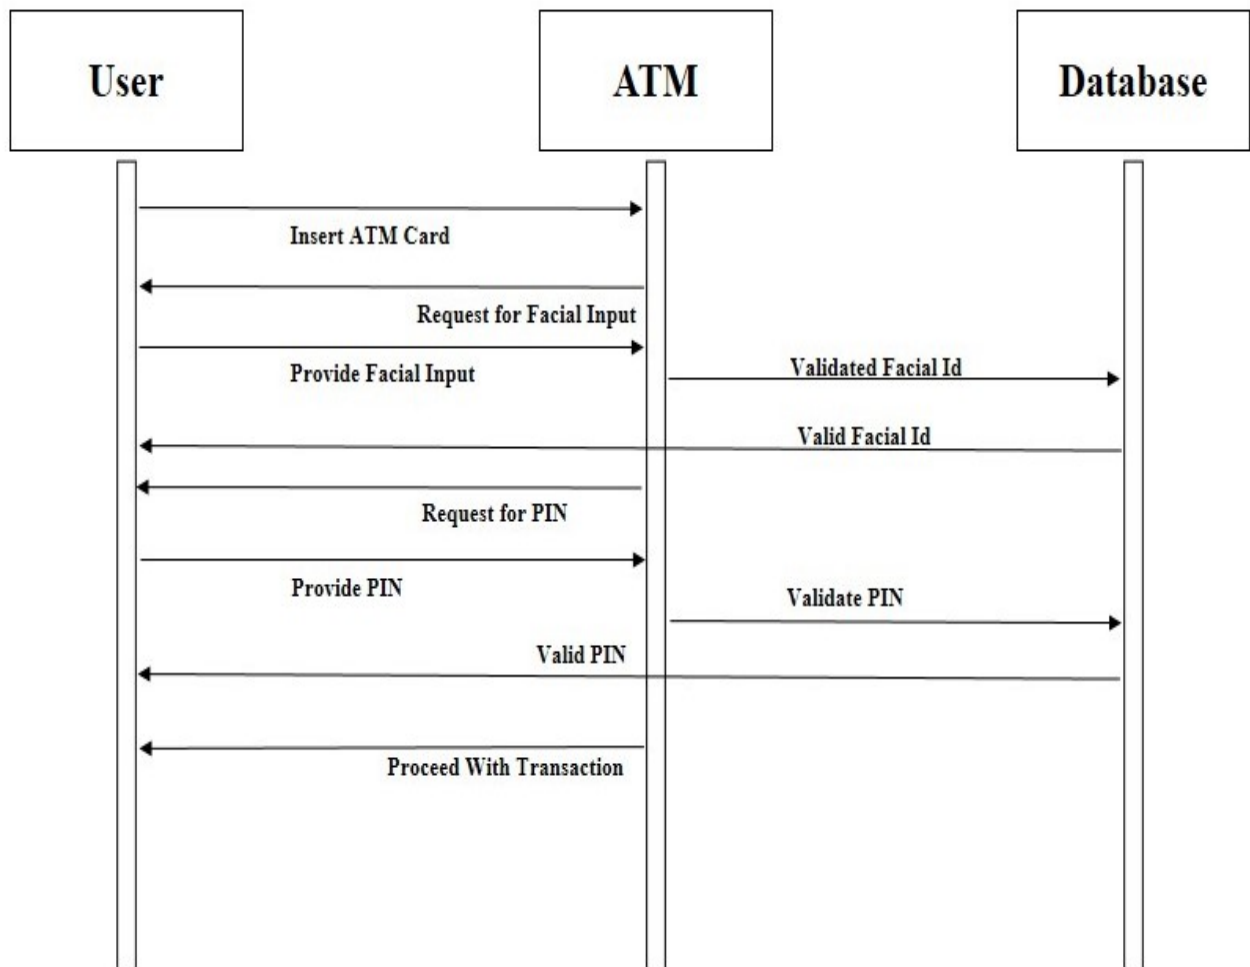 User
ATM
Database
Insert ATM Card
Request for Facial Input
Provide Facial Input
Validated Facial Id
Valid Facial Id
Request for PIN
Provide PIN
Validate PIN
Valid PIN
Proceed With Transaction